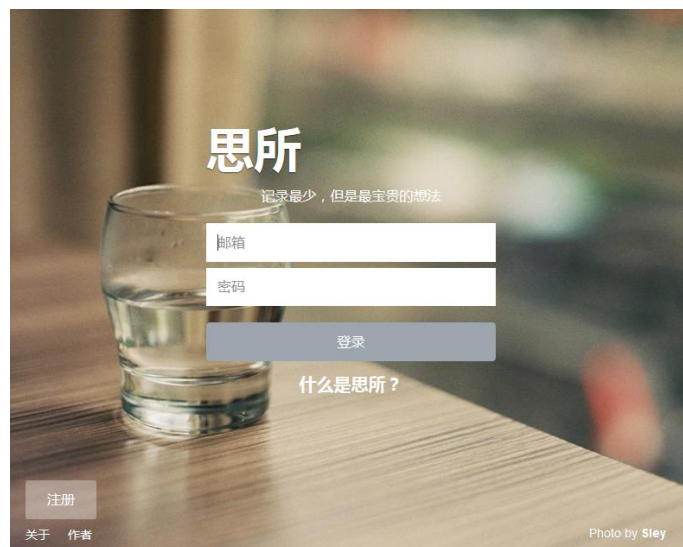 思所
记录最少，但是最宝贵的想法
邮箱
密码
登录
什么是思所？
注册
关于 作者
Photo by Sley